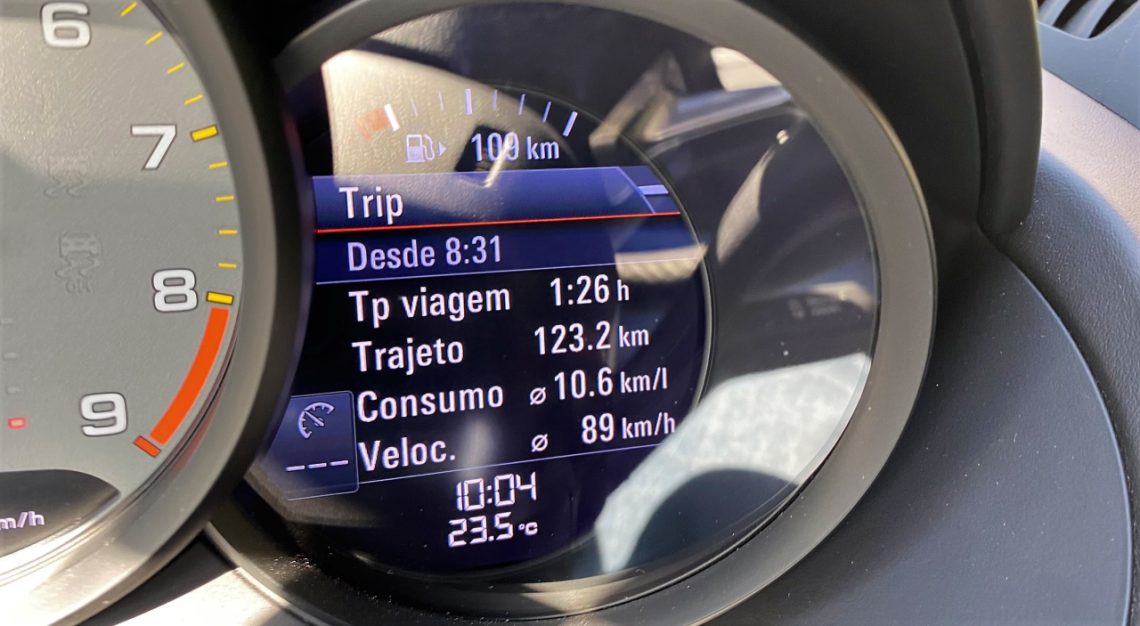 6
7
8
9
m/h
109 km
Trip
Desde 8:31
Tp viagem 1:26 h
Trajeto 123.2 km
Consumo ⌀ 10.6 km/l
Veloc. ⌀ 89 km/h
---
10:04
23.5 °C